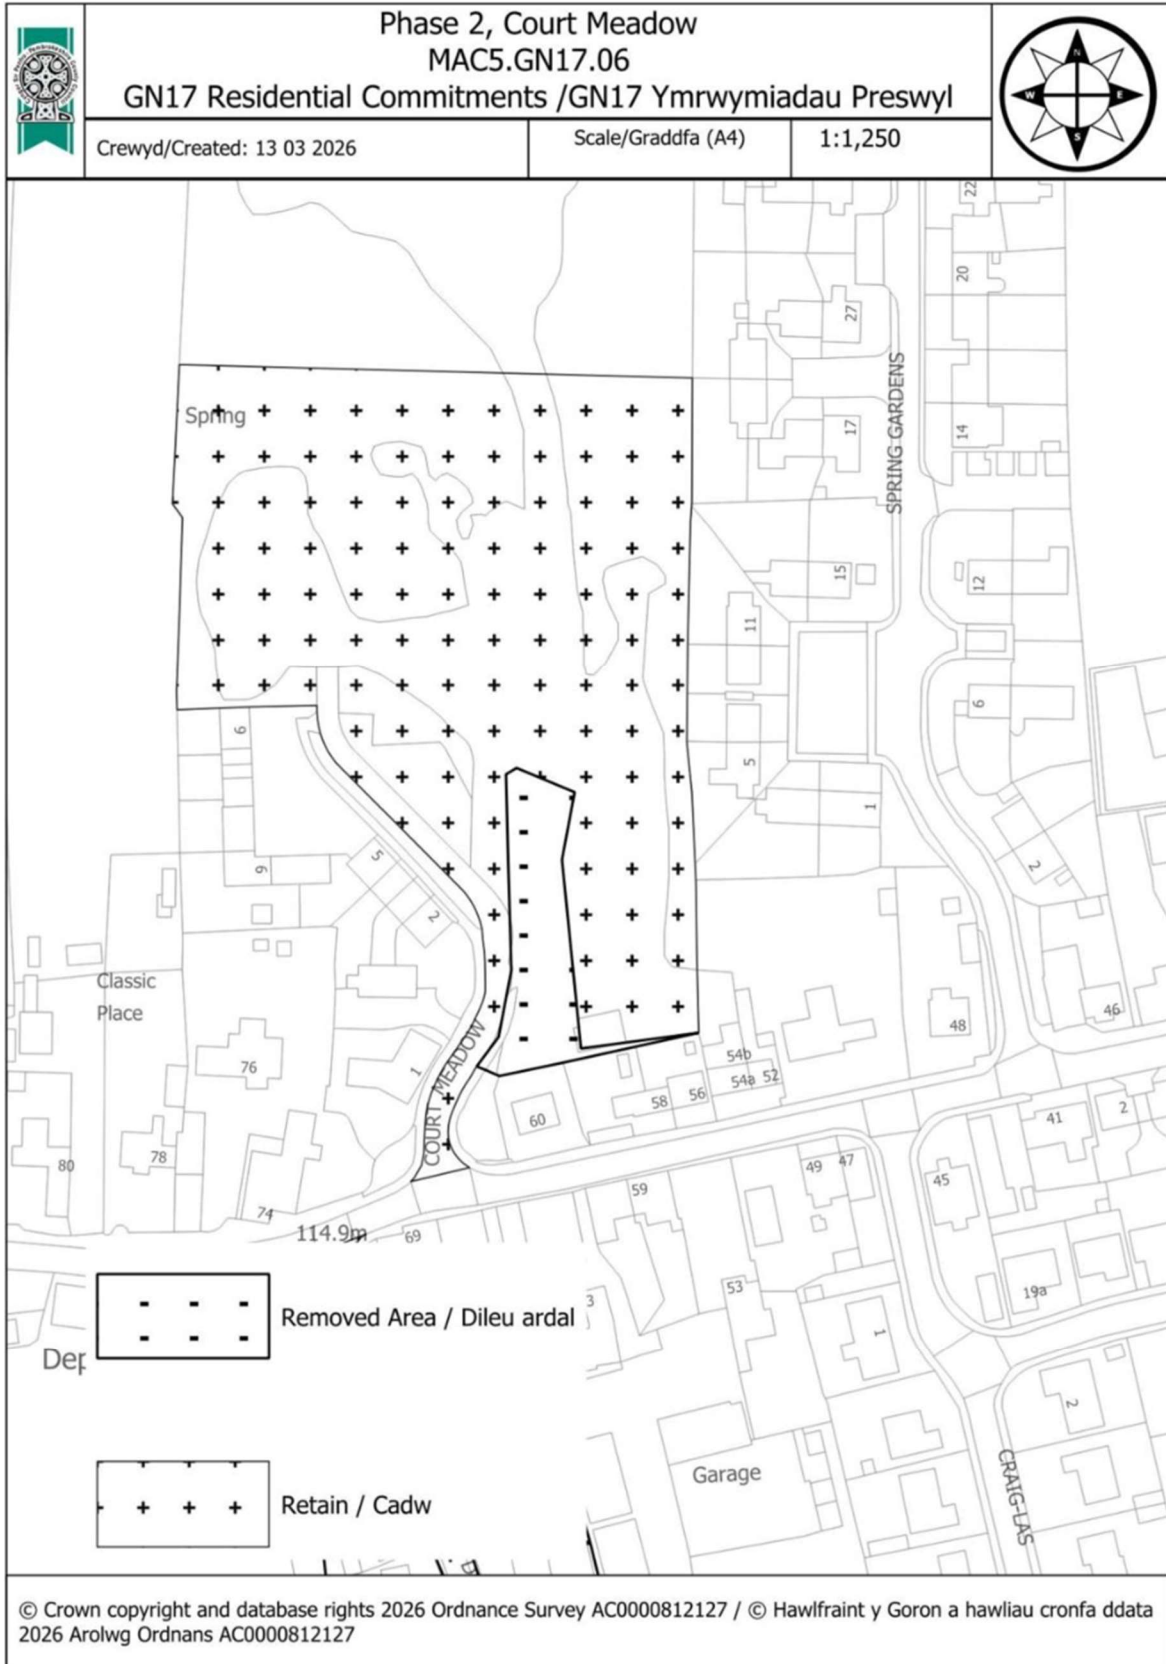 Phase 2, Court Meadow
MAC5.GN17.06
GN17 Residential Commitments /GN17 Ymrwymiadau Preswyl
Crewyd/Created: 13 03 2026
Scale/Graddfa (A4)
1:1,250
N
W
E
S
22
20
27
Spring
17
14
SPRING GARDENS
15
12
11
6
6
5
1
5
9
2
2
Classic
Place
COURT MEADOW
46
48
76
1
54b
54a
52
56
58
60
41
2
80
78
49
47
45
59
74
114.9m
69
53
19a
3
1
Removed Area / Dileu ardal
Dep
2
Garage
CRAIG-LAS
Retain / Cadw
© Crown copyright and database rights 2026 Ordnance Survey AC0000812127 / © Hawlfraint y Goron a hawliau cronfa ddata
2026 Arolwg Ordnans AC0000812127